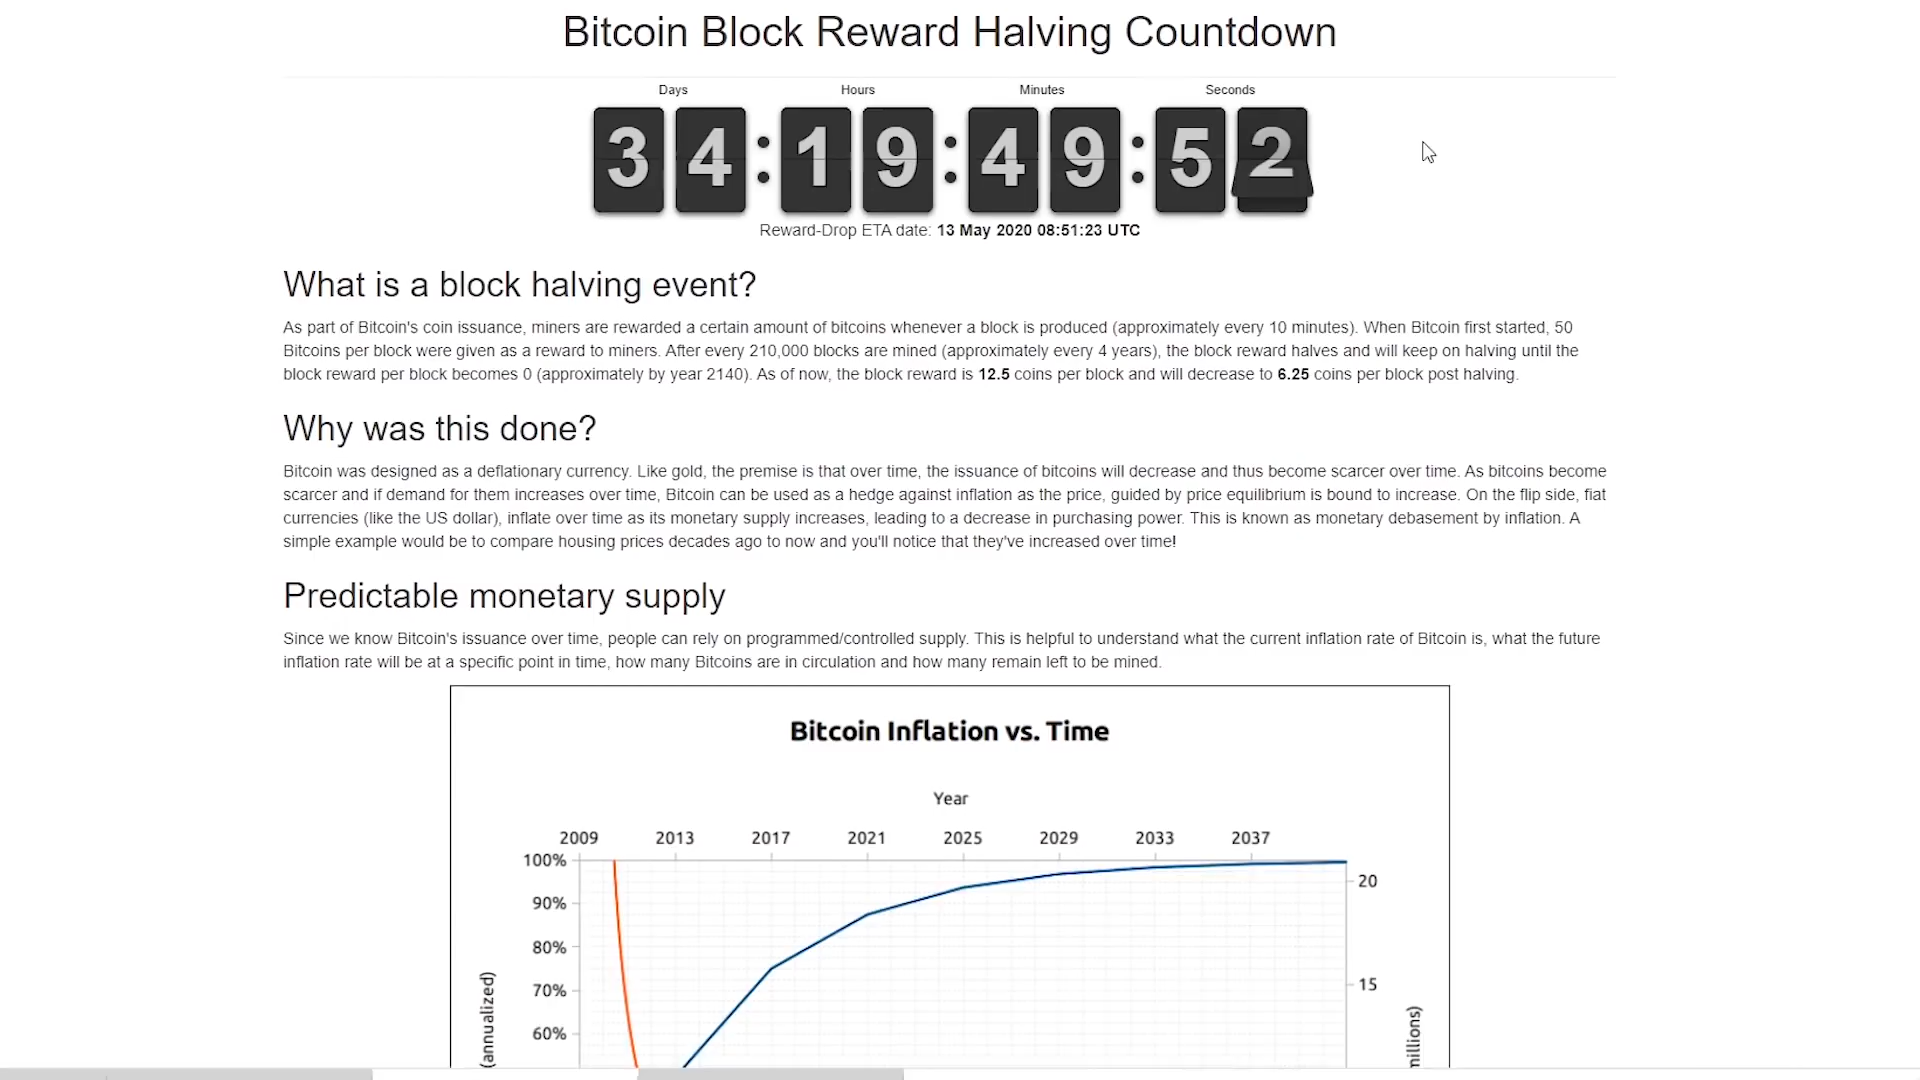 Bitcoin Block Reward Halving Countdown
Days Hours Minutes Seconds
34:19:49:52
Reward-Drop ETA date: 13 May 2020 08:51:23 UTC
What is a block halving event?
As part of Bitcoin's coin issuance, miners are rewarded a certain amount of bitcoins whenever a block is produced (approximately every 10 minutes). When Bitcoin first started, 50
Bitcoins per block were given as a reward to miners. After every 210,000 blocks are mined (approximately every 4 years), the block reward halves and will keep on halving until the
block reward per block becomes 0 (approximately by year 2140). As of now, the block reward is 12.5 coins per block and will decrease to 6.25 coins per block post halving.
Why was this done?
Bitcoin was designed as a deflationary currency. Like gold, the premise is that over time, the issuance of bitcoins will decrease and thus become scarcer over time. As bitcoins become
scarcer and if demand for them increases over time, Bitcoin can be used as a hedge against inflation as the price, guided by price equilibrium is bound to increase. On the flip side, fiat
currencies (like the US dollar), inflate over time as its monetary supply increases, leading to a decrease in purchasing power. This is known as monetary debasement by inflation. A
simple example would be to compare housing prices decades ago to now and you'll notice that they've increased over time!
Predictable monetary supply
Since we know Bitcoin's issuance over time, people can rely on programmed/controlled supply. This is helpful to understand what the current inflation rate of Bitcoin is, what the future
inflation rate will be at a specific point in time, how many Bitcoins are in circulation and how many remain left to be mined.
Bitcoin Inflation vs. Time
Year
2009 2013 2017 2021 2025 2029 2033 2037
100%
20
90%
80%
70%
15
60%
(annualized)